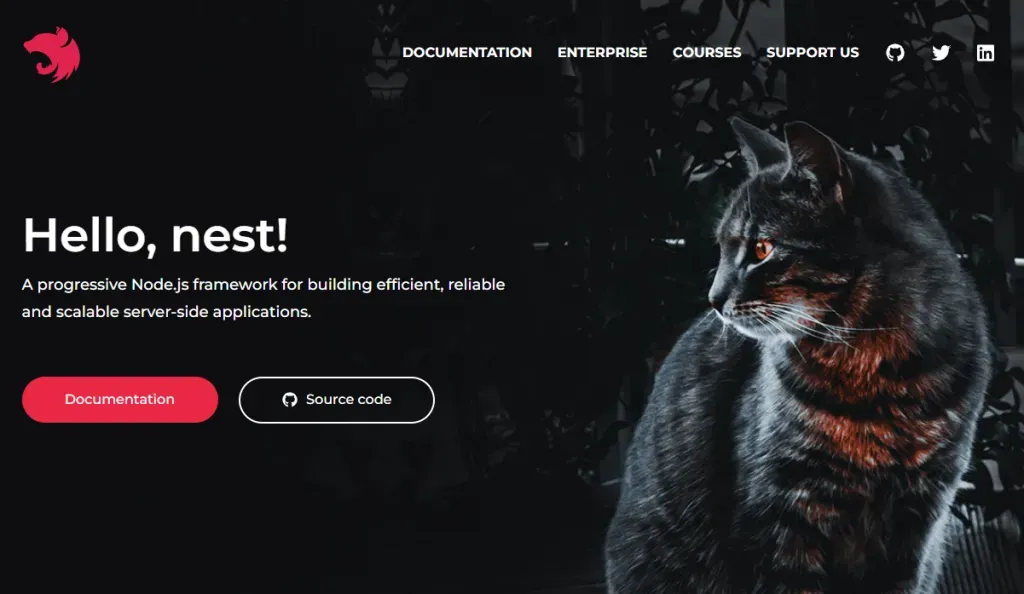 DOCUMENTATION ENTERPRISE COURSES SUPPORT US
Hello, nest!
A progressive Node.js framework for building efficient, reliable
and scalable server-side applications.
Documentation Source code